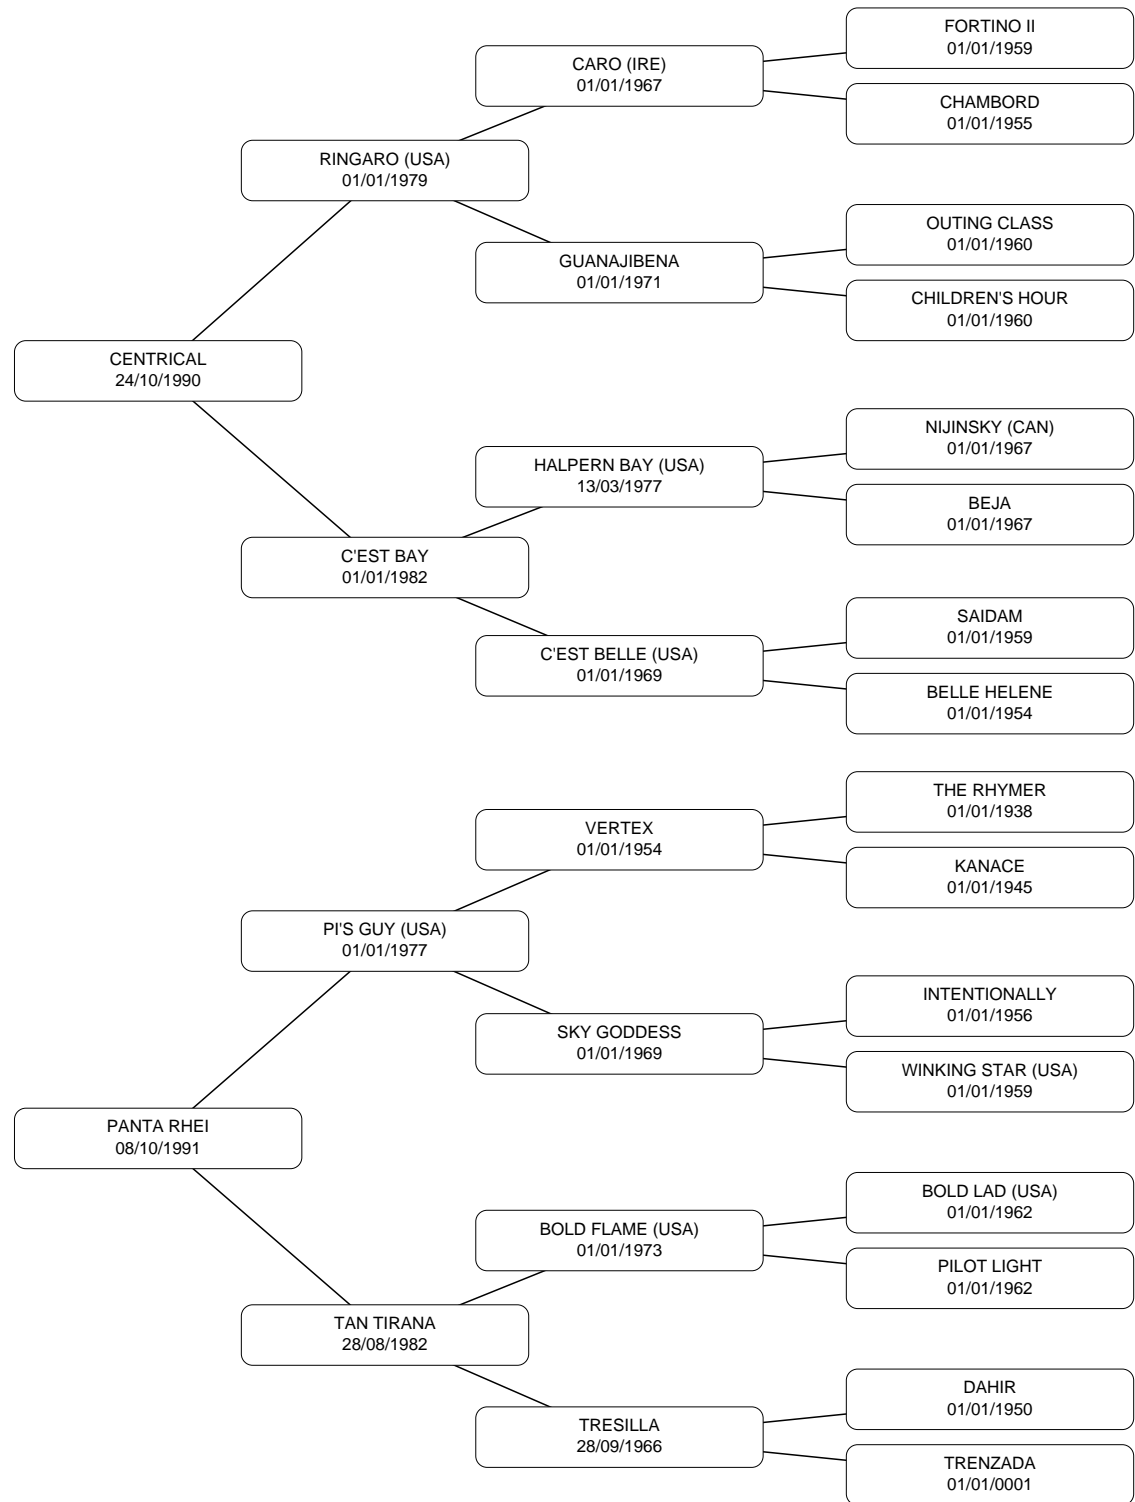 FORTINO II
01/01/1959
CARO (IRE)
01/01/1967
CHAMBORD
01/01/1955
RINGARO (USA)
01/01/1979
OUTING CLASS
01/01/1960
GUANAJIBENA
01/01/1971
CHILDREN'S HOUR
01/01/1960
CENTRICAL
24/10/1990
NIJINSKY (CAN)
01/01/1967
HALPERN BAY (USA)
13/03/1977
BEJA
01/01/1967
C'EST BAY
01/01/1982
SAIDAM
01/01/1959
C'EST BELLE (USA)
01/01/1969
BELLE HELENE
01/01/1954
THE RHYMER
01/01/1938
VERTEX
01/01/1954
KANACE
01/01/1945
PI'S GUY (USA)
01/01/1977
INTENTIONALLY
01/01/1956
SKY GODDESS
01/01/1969
WINKING STAR (USA)
01/01/1959
PANTA RHEI
08/10/1991
BOLD LAD (USA)
01/01/1962
BOLD FLAME (USA)
01/01/1973
PILOT LIGHT
01/01/1962
TAN TIRANA
28/08/1982
DAHIR
01/01/1950
TRESILLA
28/09/1966
TRENZADA
01/01/0001